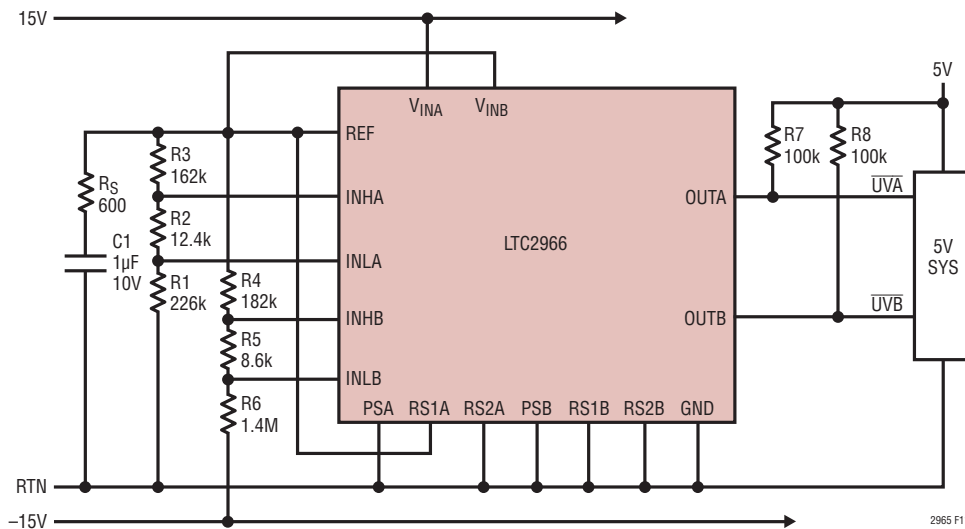 15V
5V
VINA
VINB
REF
R3
162k
R7
100k
R8
100k
RS
600
INHA
OUTA
UVA
R2
12.4k
LTC2966
C1
1µF
10V
INLA
5V
SYS
R1
226k
R4
182k
INHB
OUTB
UVB
R5
8.6k
INLB
R6
1.4M
PSA RS1A RS2A PSB RS1B RS2B GND
RTN
–15V
2965 F1